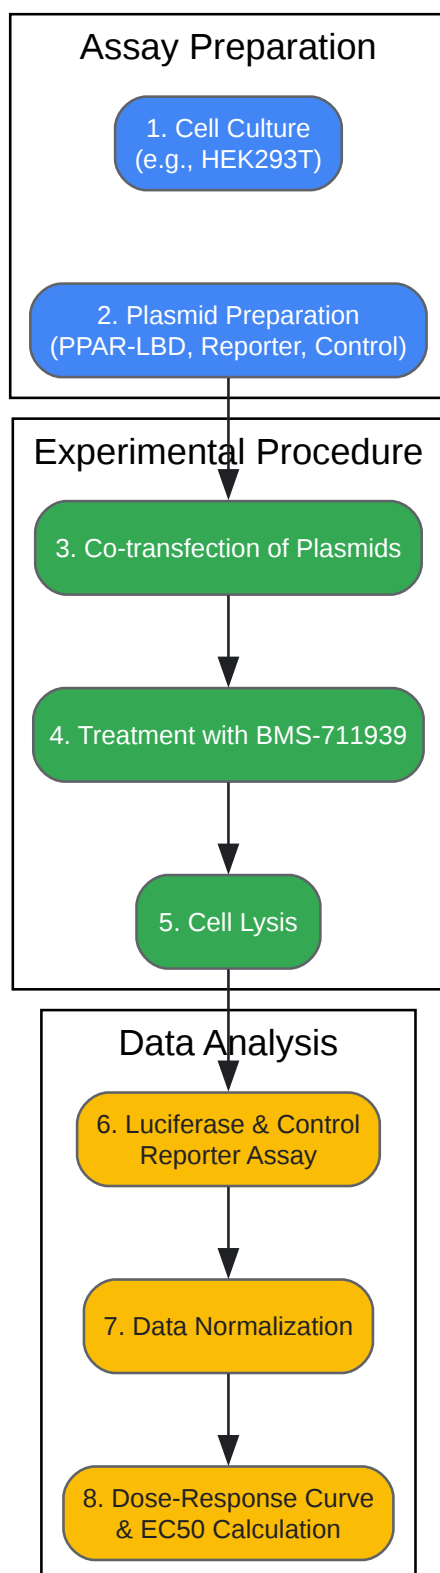 Assay Preparation
1. Cell Culture
(e.g., HEK293T)
2. Plasmid Preparation
(PPAR-LBD, Reporter, Control)
Experimental Procedure
3. Co-transfection of Plasmids
4. Treatment with BMS-711939
5. Cell Lysis
Data Analysis
6. Luciferase & Control
Reporter Assay
7. Data Normalization
8. Dose-Response Curve
& EC50 Calculation